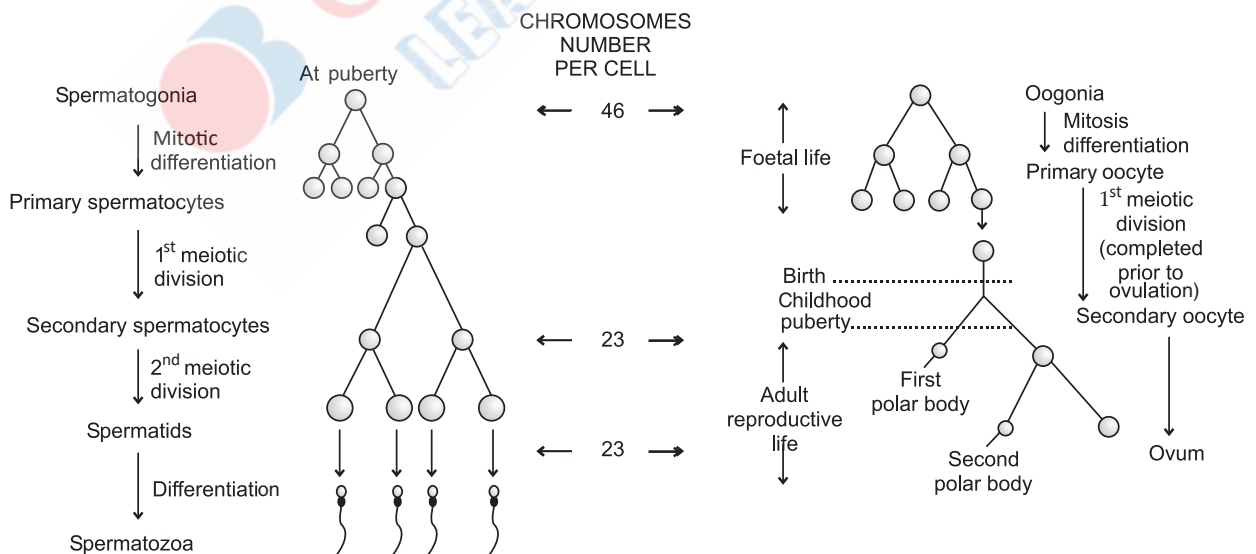 CHROMOSOMES
NUMBER
PER CELL
At puberty
Spermatogonia
Mitotic
differentiation
Primary spermatocytes
1st meiotic
division
Secondary spermatocytes
2nd meiotic
division
Spermatids
Differentiation
Spermatozoa
46
23
23
Foetal life
Birth
Childhood
puberty
Adult
reproductive
life
First
polar body
Second
polar body
Oogonia
Mitosis
differentiation
Primary oocyte
1st meiotic
division
(completed
prior to
ovulation)
Secondary oocyte
Ovum